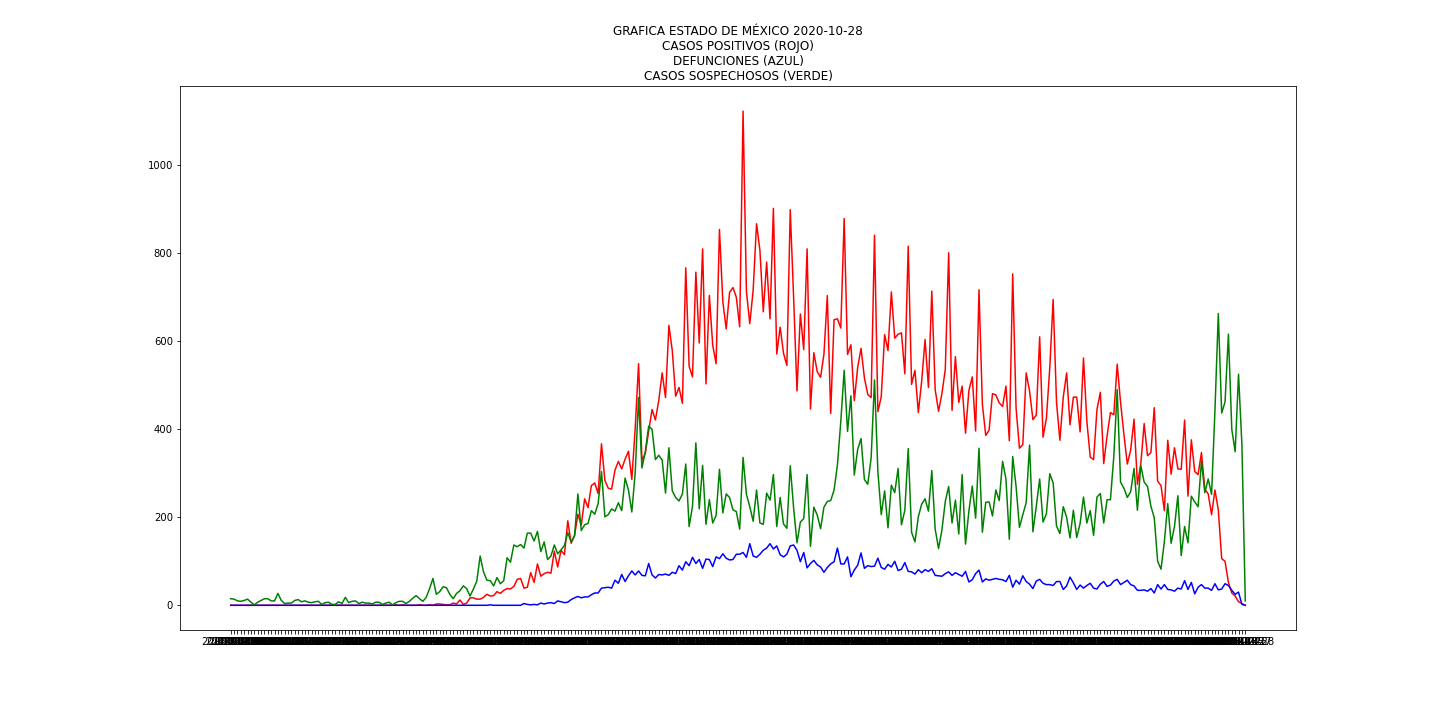 GRAFICA ESTADO DE MÉXICO 2020-10-28
CASOS POSITIVOS (ROJO)
DEFUNCIONES (AZUL)
CASOS SOSPECHOSOS (VERDE)
1000
800
600
400
200
0